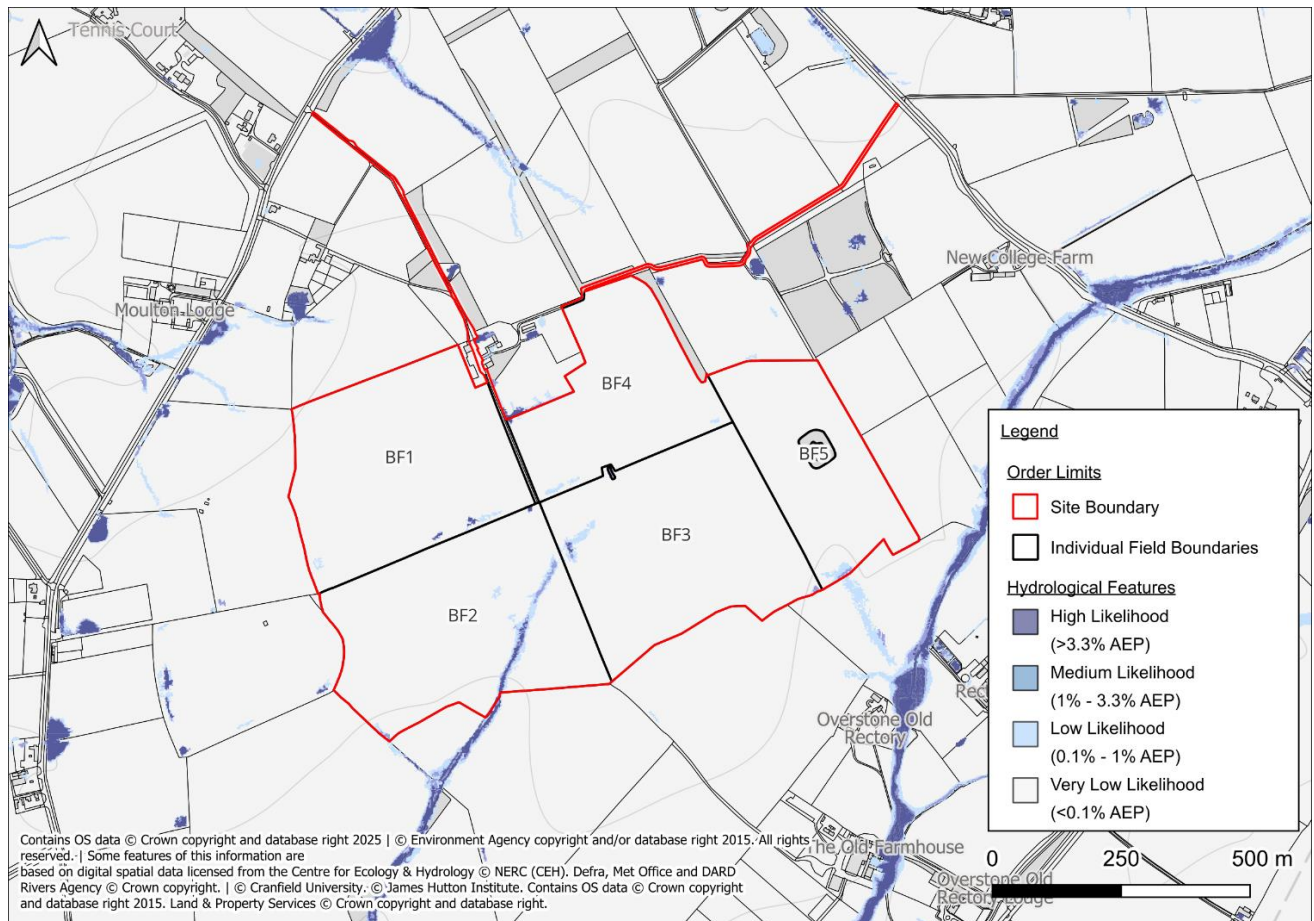 Tennis Court
New College Farm
Moulton Lodge
BF4
BF1
BF5
BF3
BF2
Rect
Overstone Old
Rectory
The Old Farmhouse
Overstone Old
Rectory Lodge
Legend
Order Limits
Site Boundary
Individual Field Boundaries
Hydrological Features
High Likelihood
(>3.3% AEP)
Medium Likelihood
(1% - 3.3% AEP)
Low Likelihood
(0.1% - 1% AEP)
Very Low Likelihood
(<0.1% AEP)
0 250 500 m
Contains OS data © Crown copyright and database right 2025 | © Environment Agency copyright and/or database right 2015. All rights
reserved. | Some features of this information are
based on digital spatial data licensed from the Centre for Ecology & Hydrology © NERC (CEH). Defra, Met Office and DARD
Rivers Agency © Crown copyright. | © Cranfield University. © James Hutton Institute. Contains OS data © Crown copyright
and database right 2015. Land & Property Services © Crown copyright and database right.